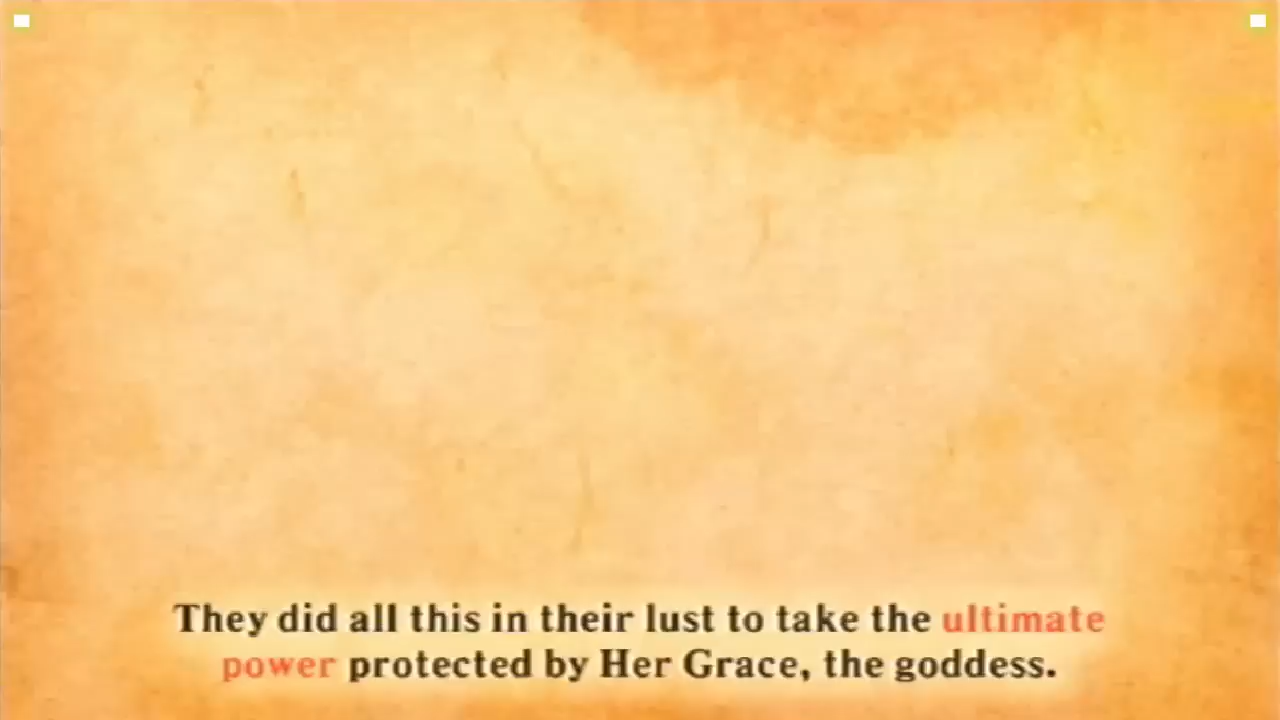 They did all this in their lust to take the ultimate
power protected by Her Grace, the goddess.